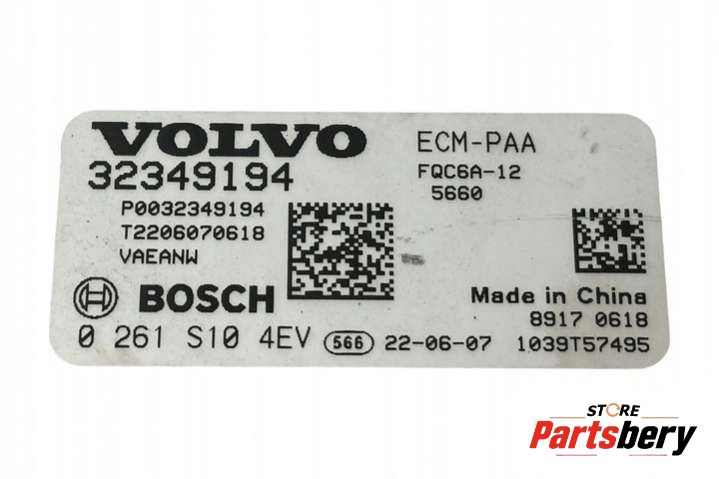 VOLVO
32349194
P0032349194
T2206070618
VAEANW
BOSCH
0 261 S10 4EV 566 22-06-07
ECM-PAA
FQC6A-12
5660
Made in China
8917 0618
1039T57495
STORE
Partsbery